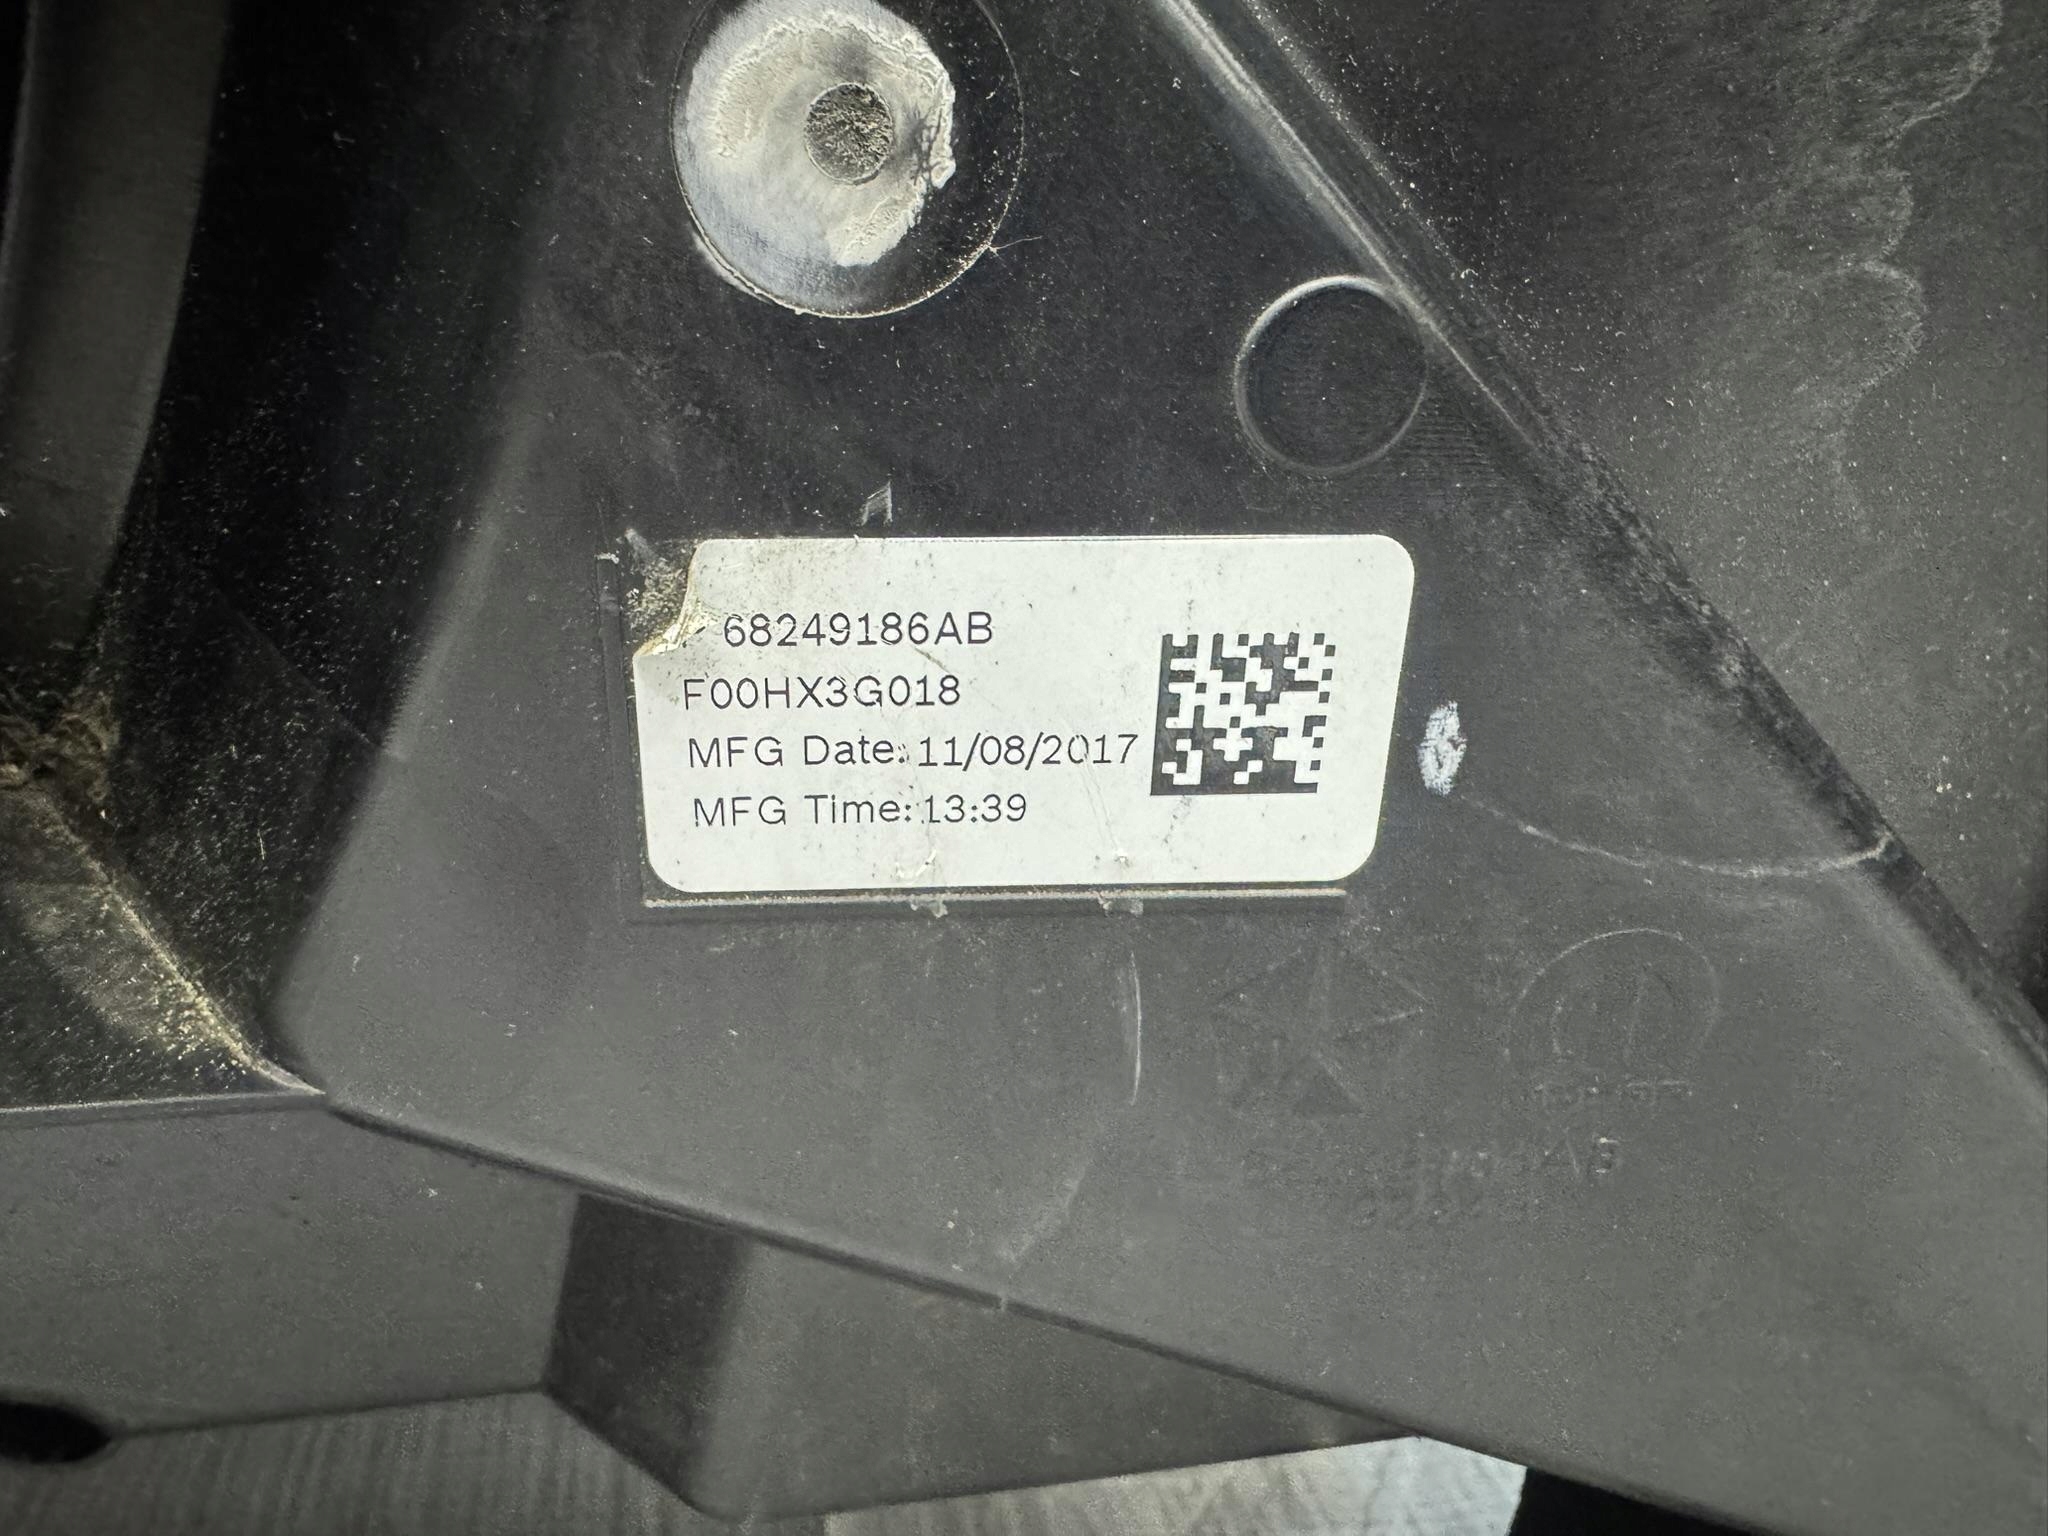 68249186AB
F00HX3G018
MFG Date: 11/08/2017
MFG Time: 13:39